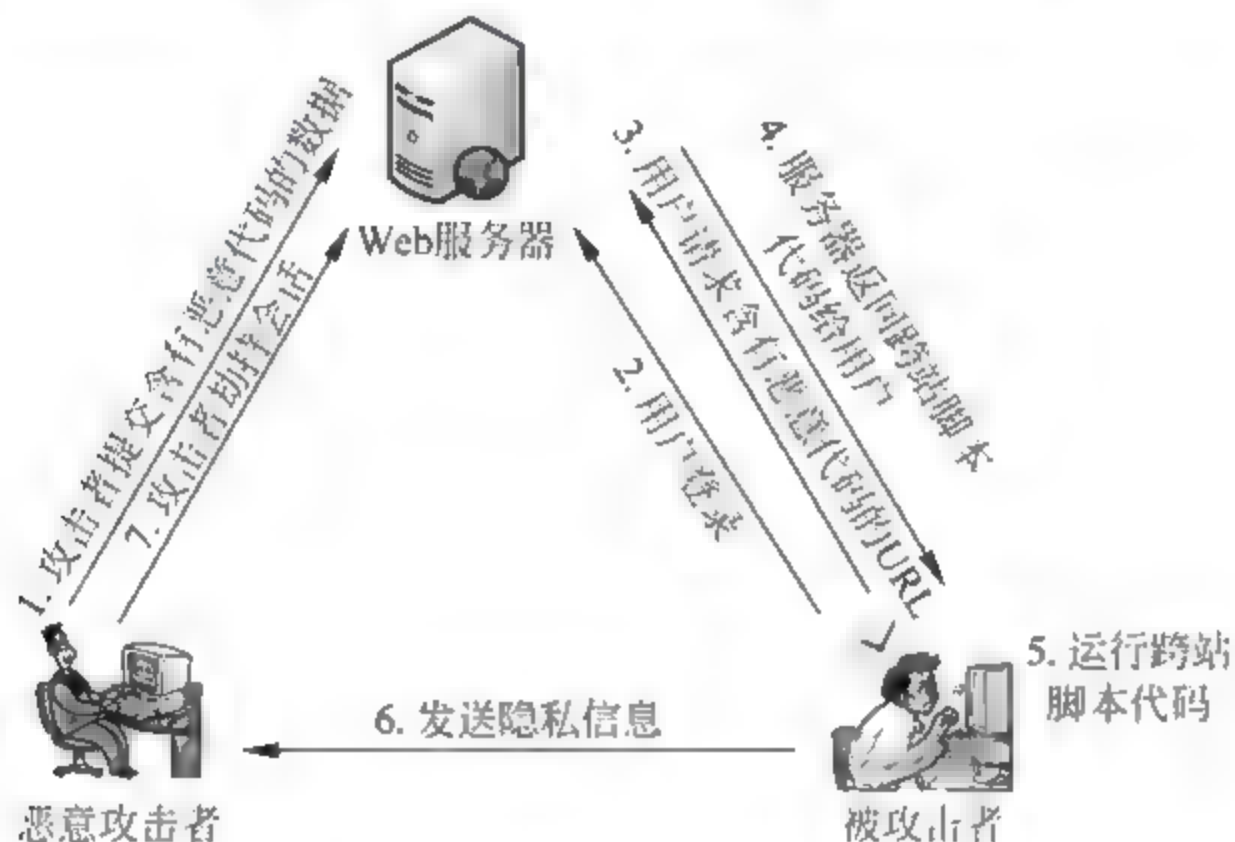 Web服务器
1. 攻击者提交含有恶意代码的数据
7. 攻击者劫持会话
2. 用户登录
3. 用户请求含有恶意代码的URL
4. 服务器返回跨站脚本
代码给用户
5. 运行跨站
脚本代码
6. 发送隐私信息
恶意攻击者
被攻击者